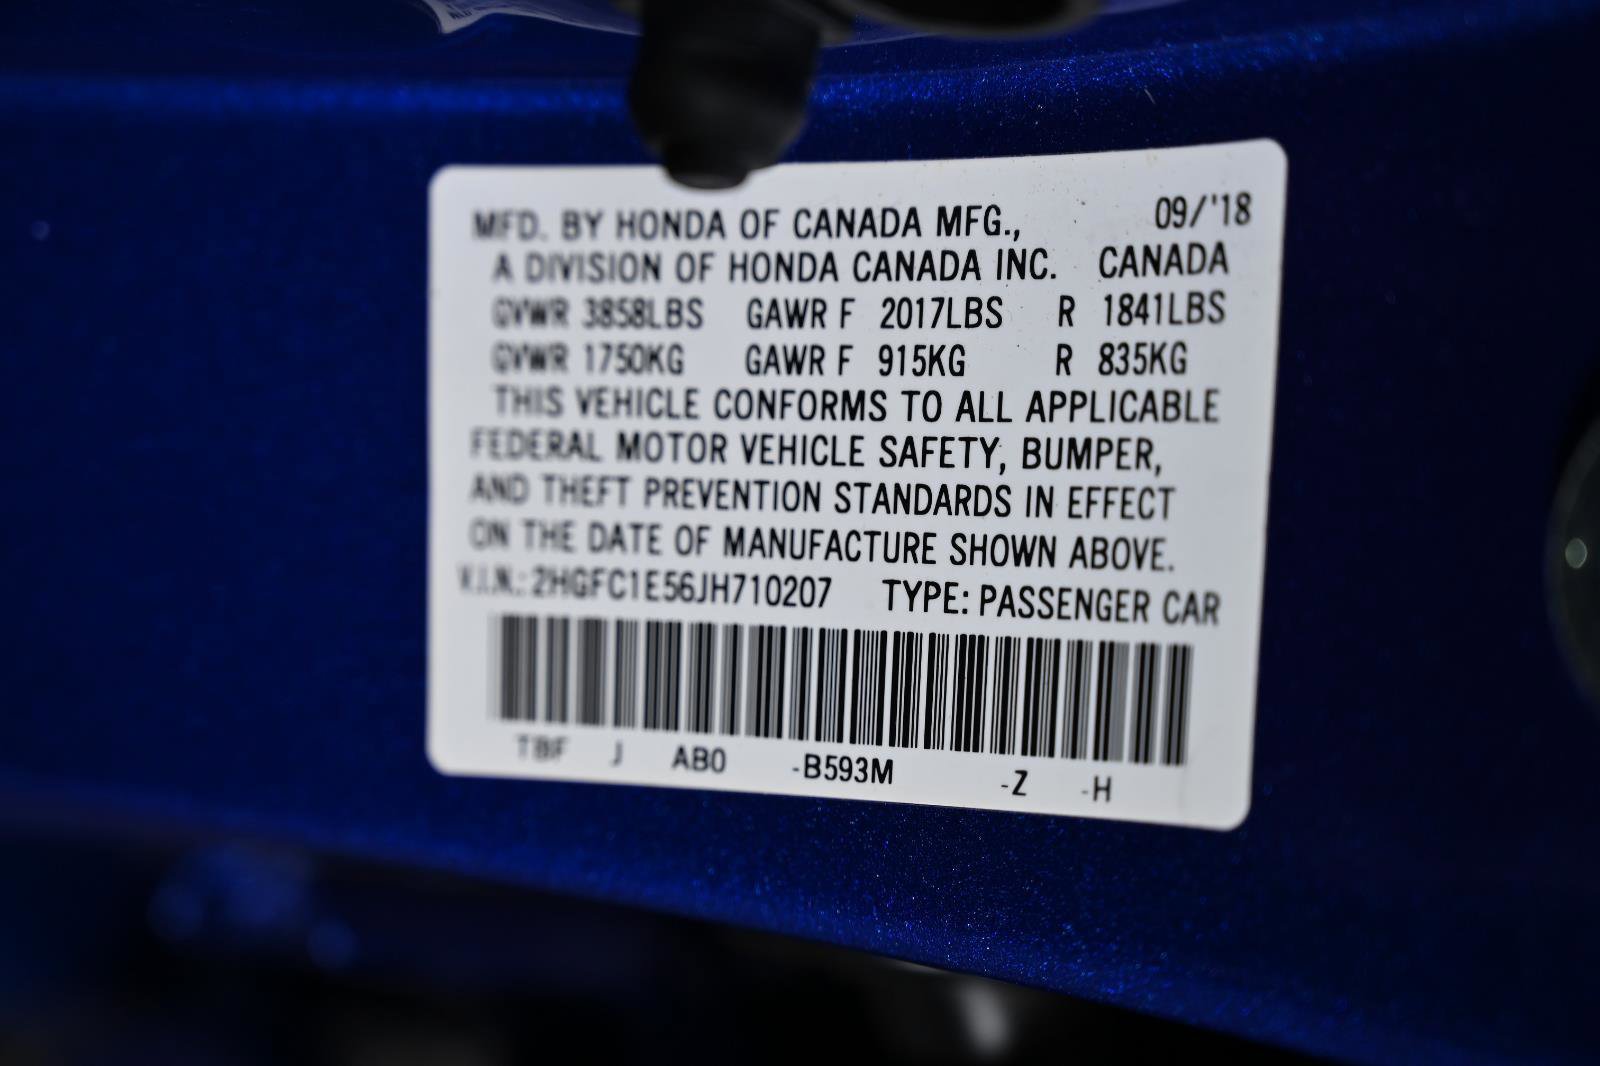 MFD. BY HONDA OF CANADA MFG., 09/'18
A DIVISION OF HONDA CANADA INC. CANADA
GVWR 3858LBS GAWR F 2017LBS R 1841LBS
GVWR 1750KG GAWR F 915KG R 835KG
THIS VEHICLE CONFORMS TO ALL APPLICABLE
FEDERAL MOTOR VEHICLE SAFETY, BUMPER,
AND THEFT PREVENTION STANDARDS IN EFFECT
ON THE DATE OF MANUFACTURE SHOWN ABOVE.
V.I.N.: 2HGFC1E56JH710207 TYPE: PASSENGER CAR
TBF J AB0 -B593M -Z -H